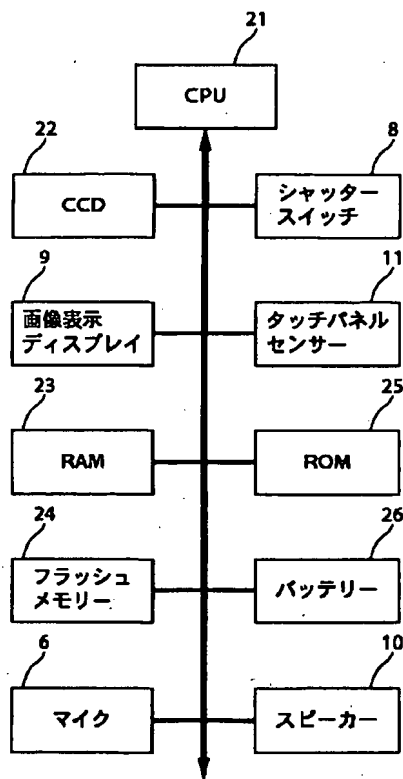 21
CPU
22
CCD
8
シャッター
スイッチ
9
画像表示
ディスプレイ
11
タッチパネル
センサー
23
RAM
25
ROM
24
フラッシュ
メモリー
26
バッテリー
6
マイク
10
スピーカー